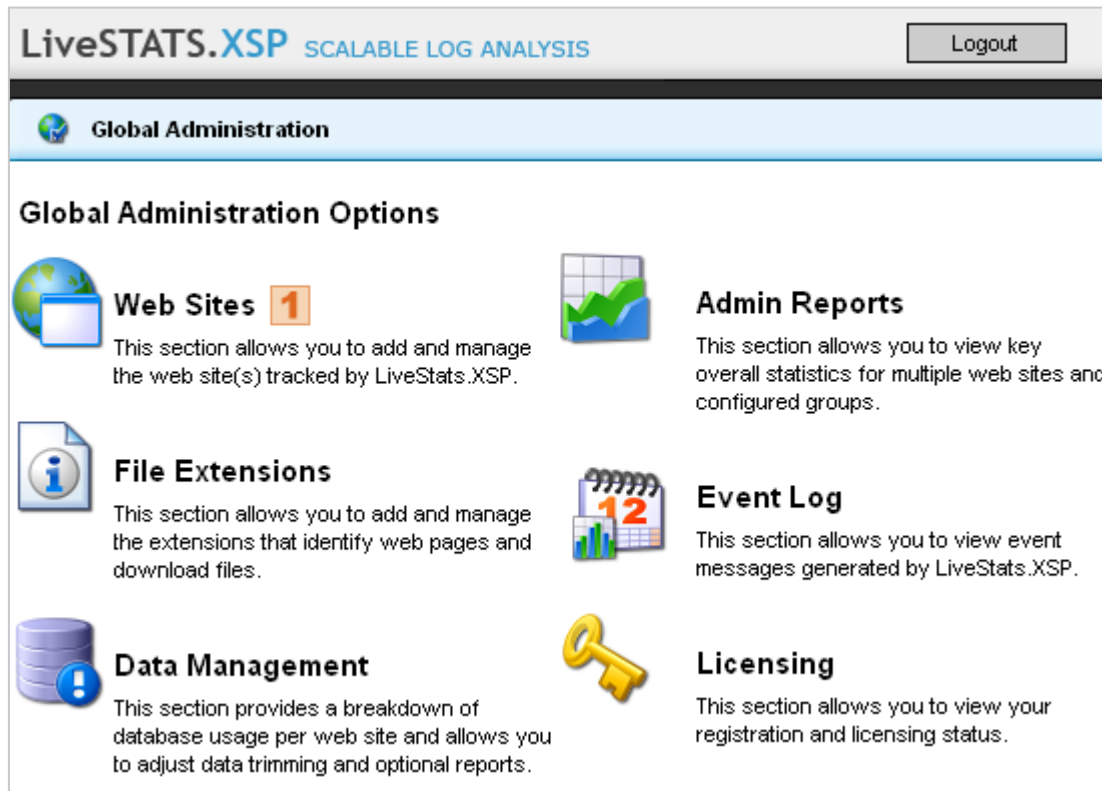 LiveSTATS.XSP SCALABLE LOG ANALYSIS
Logout
Global Administration
Global Administration Options
Web Sites 1
This section allows you to add and manage
the web site(s) tracked by LiveStats.XSP.
Admin Reports
This section allows you to view key
overall statistics for multiple web sites and
configured groups.
File Extensions
This section allows you to add and manage
the extensions that identify web pages and
download files.
12
Event Log
This section allows you to view event
messages generated by LiveStats.XSP.
Data Management
This section provides a breakdown of
database usage per web site and allows you
to adjust data trimming and optional reports.
Licensing
This section allows you to view your
registration and licensing status.